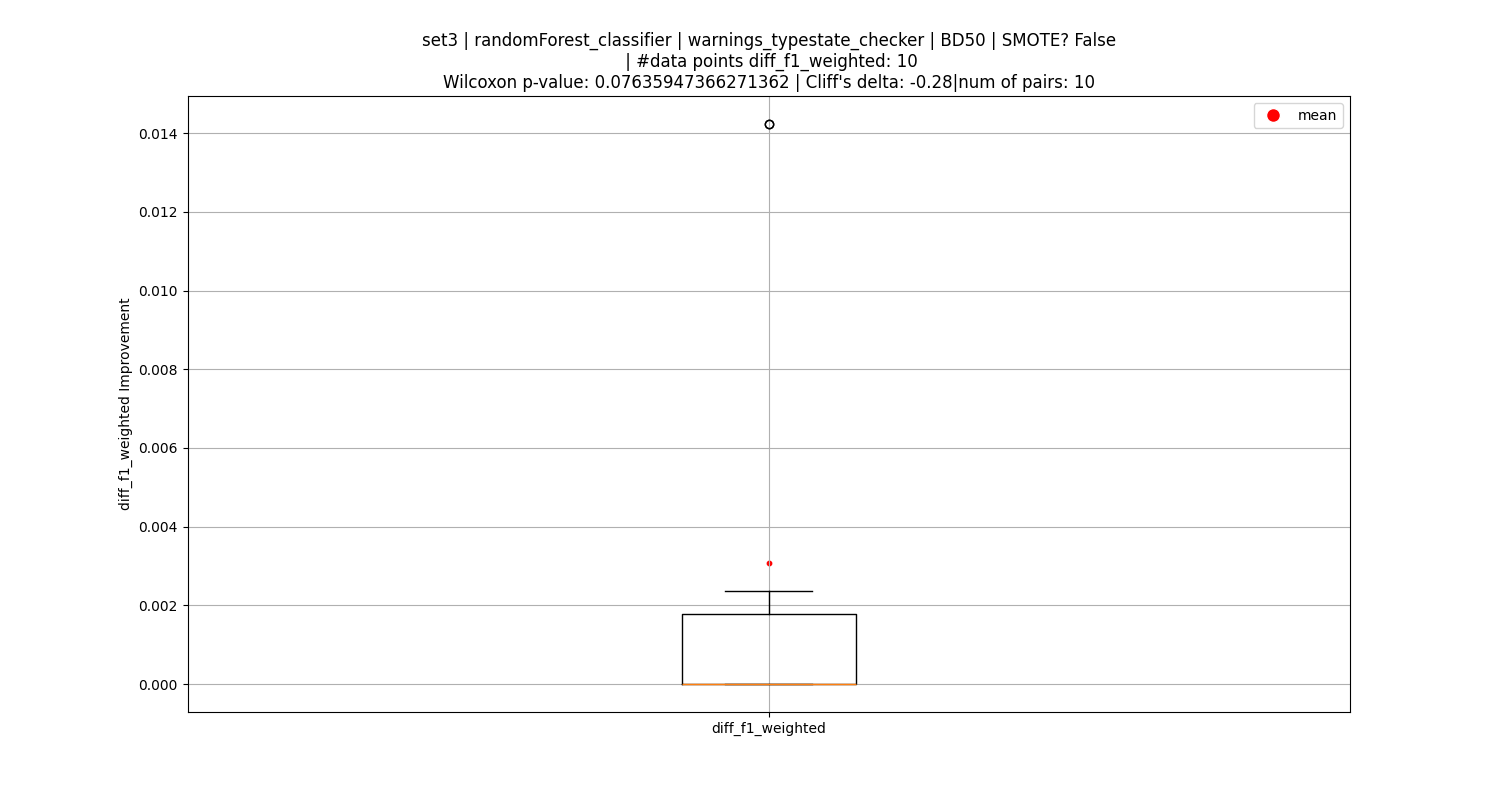 set3 | randomForest_classifier | warnings_typestate_checker | BD50 | SMOTE? False
| #data points diff_f1_weighted: 10
Wilcoxon p-value: 0.07635947366271362 | Cliff's delta: -0.28|num of pairs: 10
mean
0.014
0.012
0.010
0.008
0.006
0.004
0.002
0.000
diff_f1_weighted Improvement
diff_f1_weighted